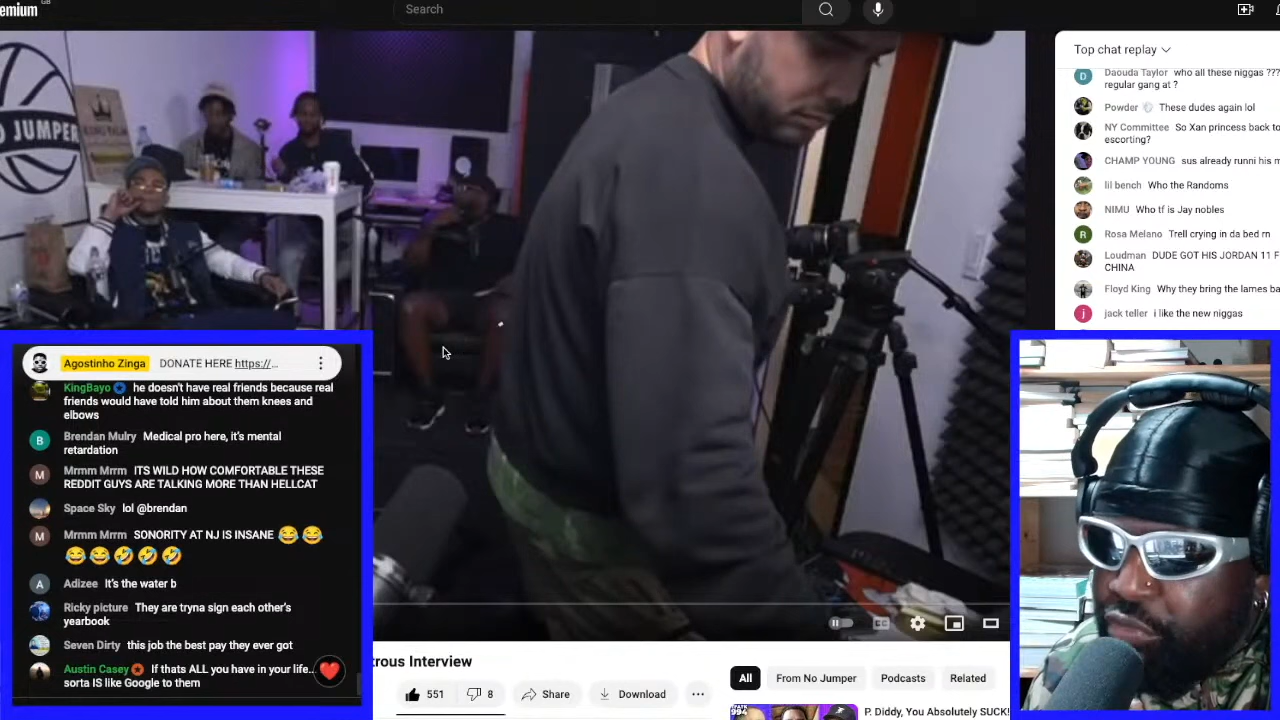 emium GB
Search
Top chat replay
D Daouda Taylor who all these niggas ???
regular gang at ?
Powder These dudes again lol
NY Committee So Xan princess back to
escorting?
CHAMP YOUNG sus already runni his m
lil bench Who the Randoms
NIMU Who tf is Jay nobles
R Rosa Melano Trell crying in da bed rn
Loudman DUDE GOT HIS JORDAN 11 F
CHINA
Floyd King Why they bring the lames ba
j jack teller i like the new niggas
O JUMPER
Agostinho Zinga DONATE HERE https://...
KingBayo he doesn't have real friends because real
friends would have told him about them knees and
elbows
B Brendan Mulry Medical pro here, it's mental
retardation
M Mrmm Mrrm ITS WILD HOW COMFORTABLE THESE
REDDIT GUYS ARE TALKING MORE THAN HELLCAT
Space Sky lol @brendan
M Mrmm Mrrm SONORITY AT NJ IS INSANE 😂😂
😂😂🤣🤣🤣
A Adizee It's the water b
Ricky picture They are tryna sign each other's
yearbook
Seven Dirty this job the best pay they ever got
Austin Casey If thats ALL you have in your life..
sorta IS like Google to them
CC
trous Interview
551 8 Share Download ...
All From No Jumper Podcasts Related
P. Diddy, You Absolutely SUCK!